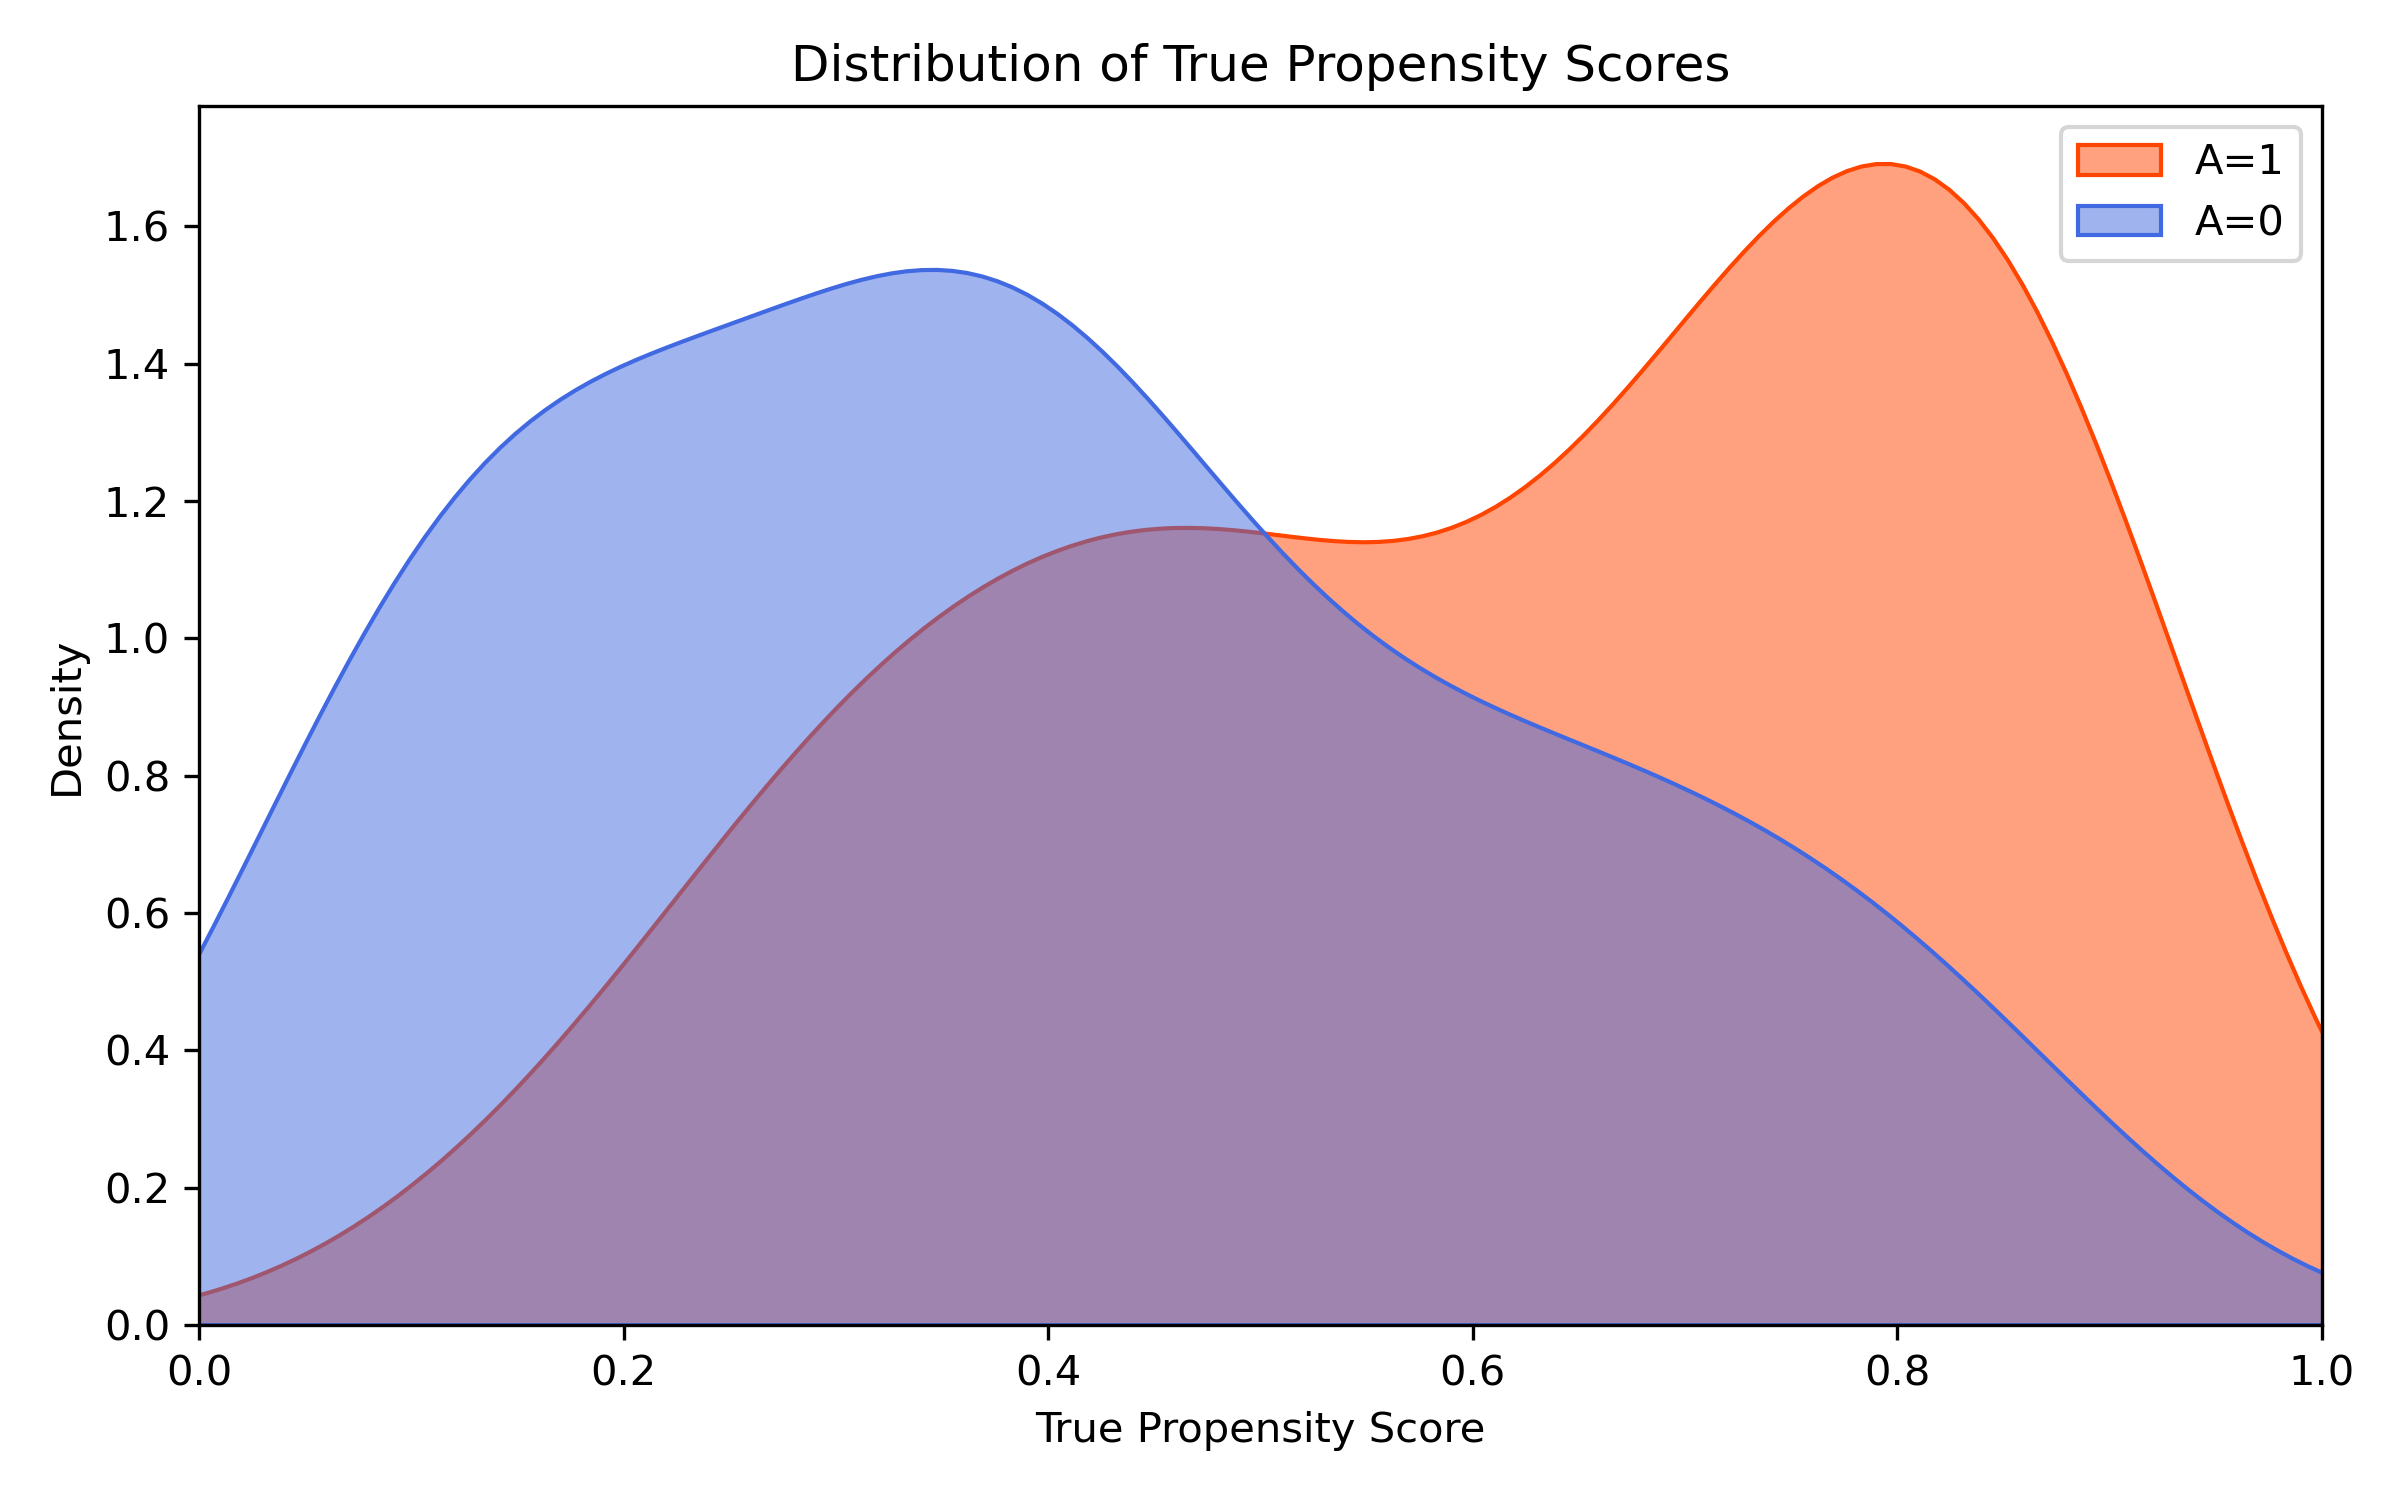 Distribution of True Propensity Scores
A=1
A=0
Density
1.6
1.4
1.2
1.0
0.8
0.6
0.4
0.2
0.0
0.0 0.2 0.4 0.6 0.8 1.0
True Propensity Score